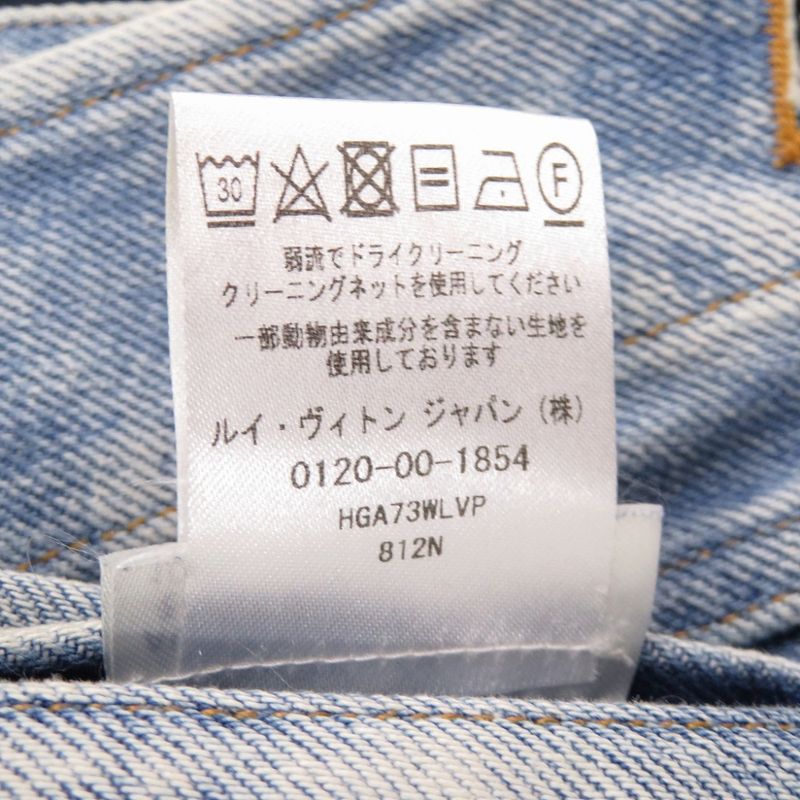 30 F
弱流でドライクリーニング
クリーニングネットを使用してください
一部動物由来成分を含まない生地を
使用しております
ルイ・ヴィトン ジャパン (株)
0120-00-1854
HGA73WLVP
812N